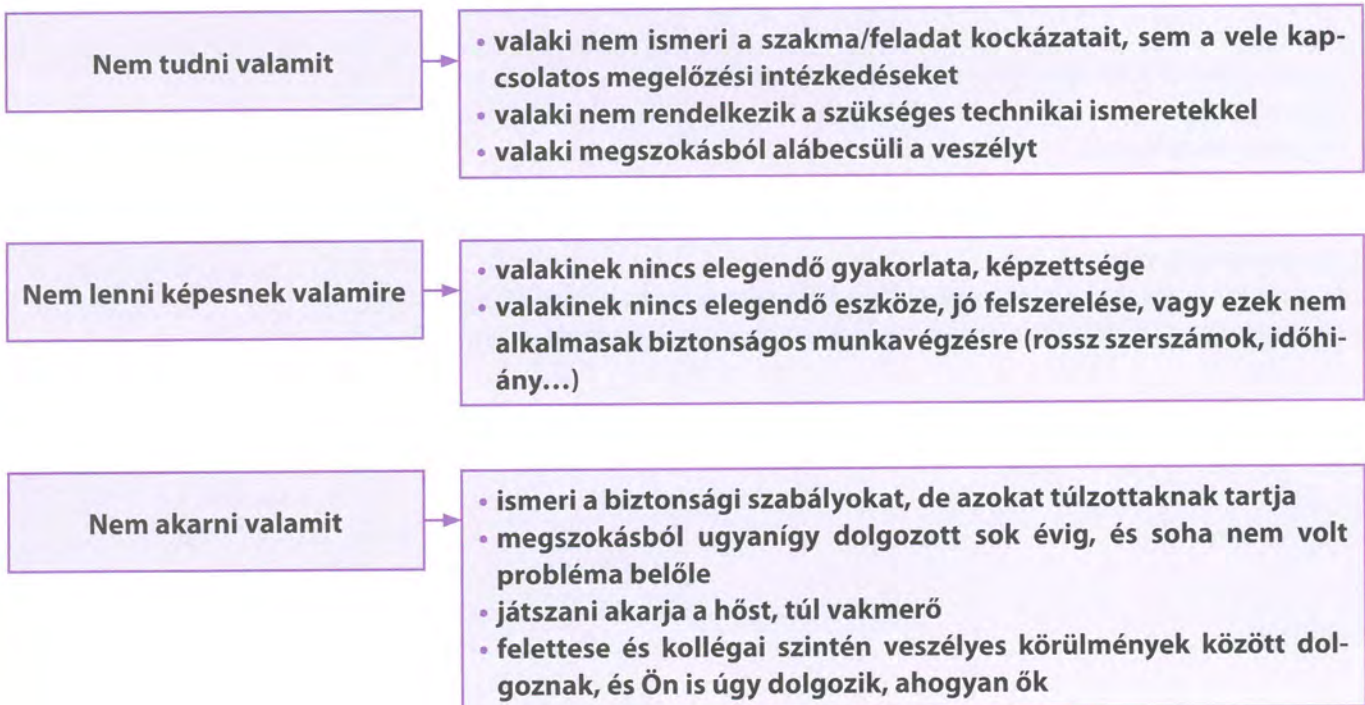 Nem tudni valamit
• valaki nem ismeri a szakma/feladat kockázatait, sem a vele kap-
csolatos megelőzési intézkedéseket
• valaki nem rendelkezik a szükséges technikai ismeretekkel
• valaki megszokásból alábecsüli a veszélyt
Nem lenni képesnek valamire
• valakinek nincs elegendő gyakorlata, képzettsége
• valakinek nincs elegendő eszköze, jó felszerelése, vagy ezek nem
alkalmasak biztonságos munkavégzésre (rossz szerszámok, időhi-
ány…)
Nem akarni valamit
• ismeri a biztonsági szabályokat, de azokat túlzottaknak tartja
• megszokásból ugyanígy dolgozott sok évig, és soha nem volt
probléma belőle
• játszani akarja a hőst, túl vakmerő
• felettese és kollégai szintén veszélyes körülmények között dol-
goznak, és Ön is úgy dolgozik, ahogyan ők